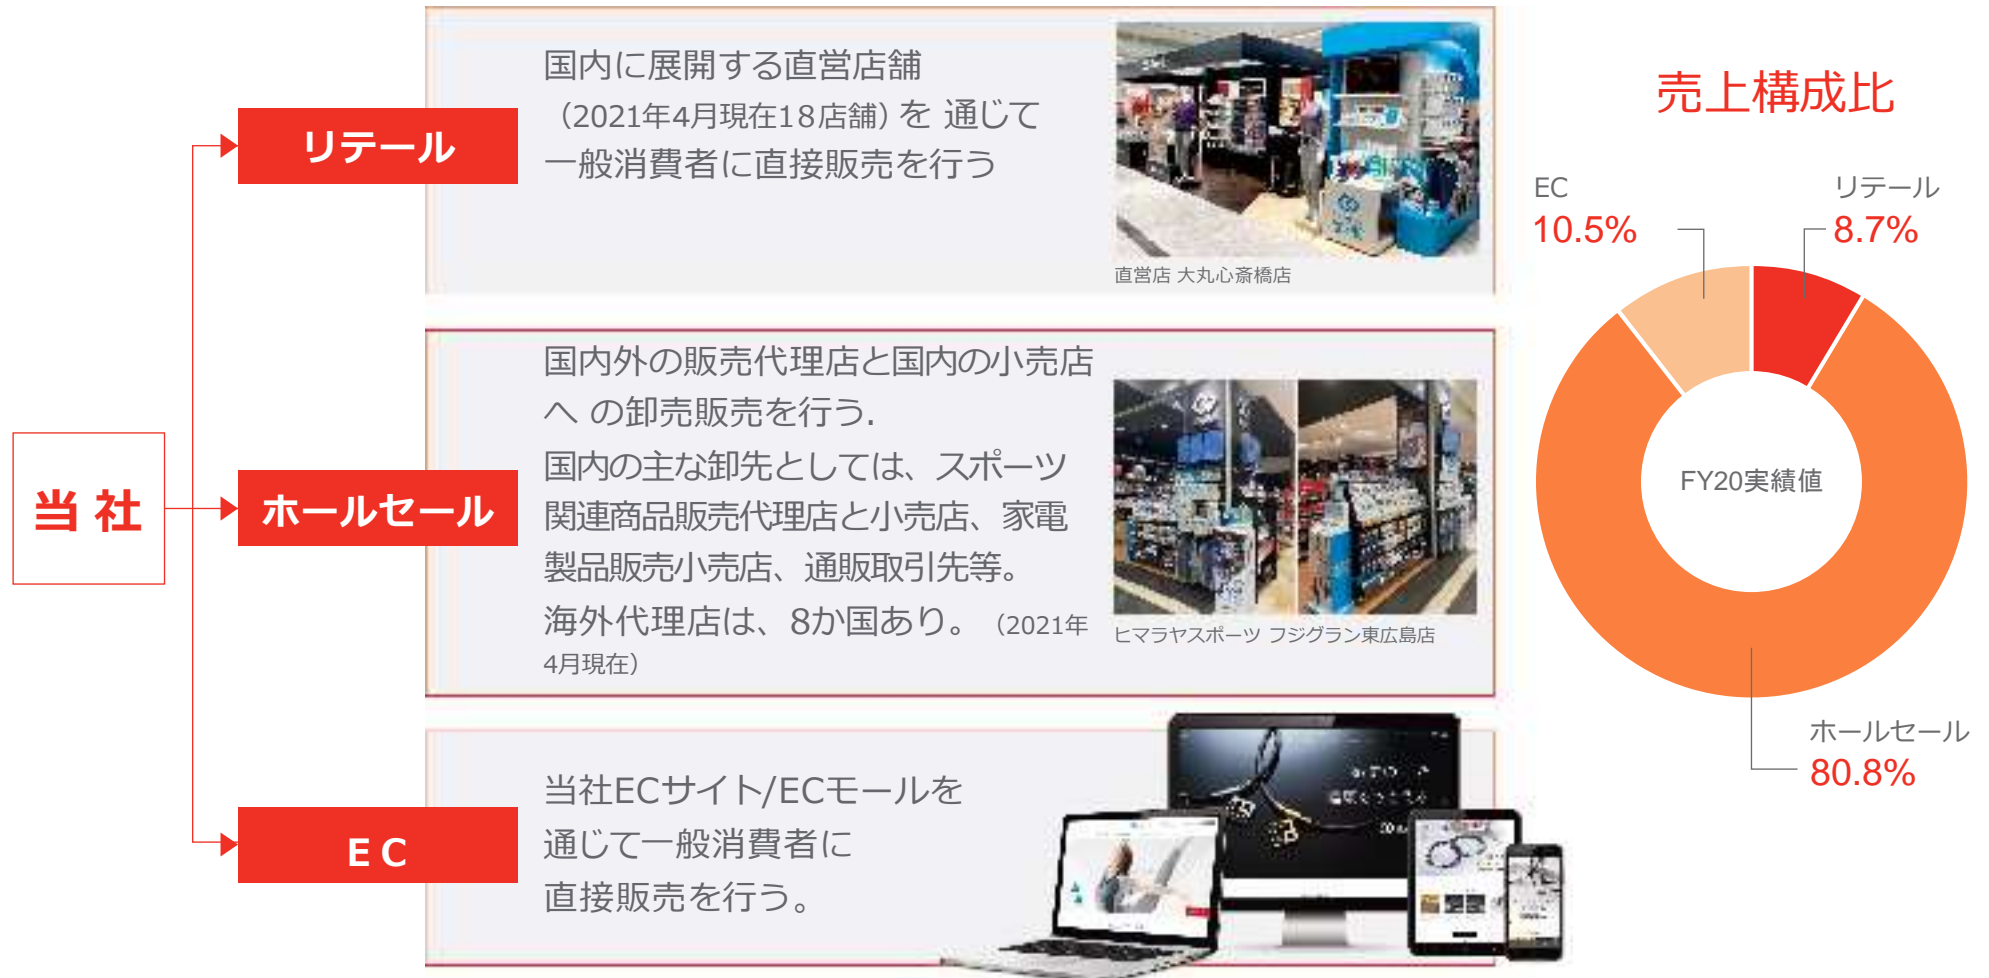 当 社
リテール
国内に展開する直営店舗
（2021年4月現在18店舗）を 通じて
一般消費者に直接販売を行う
直営店 大丸心斎橋店
ホールセール
国内外の販売代理店と国内の小売店
へ の卸売販売を行う.
国内の主な卸先としては、スポーツ
関連商品販売代理店と小売店、家電
製品販売小売店、通販取引先等。
海外代理店は、8か国あり。（2021年
4月現在）
ヒマラヤスポーツ フジグラン東広島店
E C
当社ECサイト/ECモールを
通じて一般消費者に
直接販売を行う。
売上構成比
EC
10.5%
リテール
8.7%
FY20実績値
ホールセール
80.8%